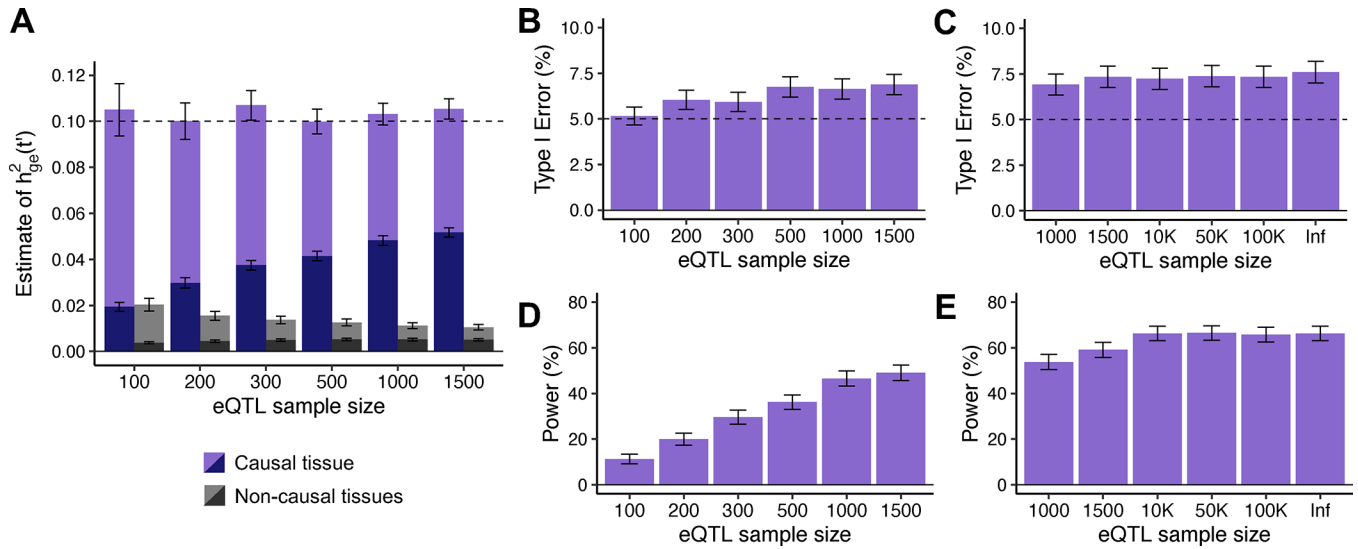 A
Estimate of h²ge(t')
0.12
0.10
0.08
0.06
0.04
0.02
0.00
100 200 300 500 1000 1500
eQTL sample size
Causal tissue
Non-causal tissues
B
Type I Error (%)
10.0
7.5
5.0
2.5
0.0
100 200 300 500 1000 1500
eQTL sample size
C
Type I Error (%)
10.0
7.5
5.0
2.5
0.0
1000 1500 10K 50K 100K Inf
eQTL sample size
D
Power (%)
80
60
40
20
0
100 200 300 500 1000 1500
eQTL sample size
E
Power (%)
80
60
40
20
0
1000 1500 10K 50K 100K Inf
eQTL sample size